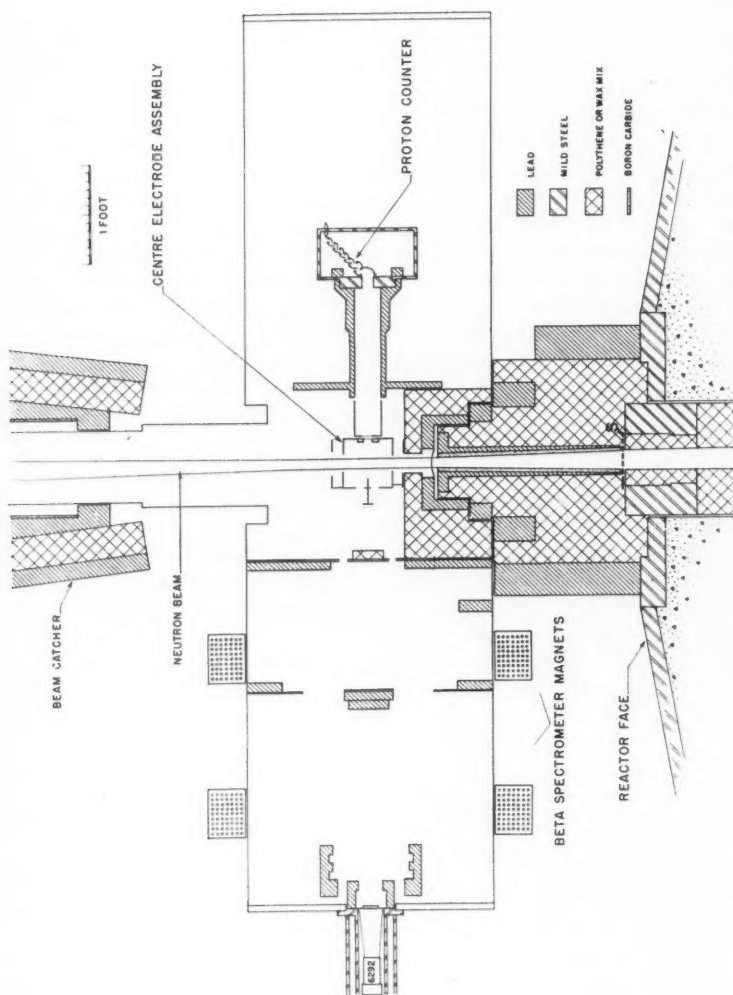 1 FOOT
CENTRE ELECTRODE ASSEMBLY
PROTON COUNTER
LEAD
MILD STEEL
POLYTHENE OR WAX MIX
BORON CARBIDE
BEAM CATCHER
NEUTRON BEAM
BETA SPECTROMETER MAGNETS
REACTOR FACE
6292